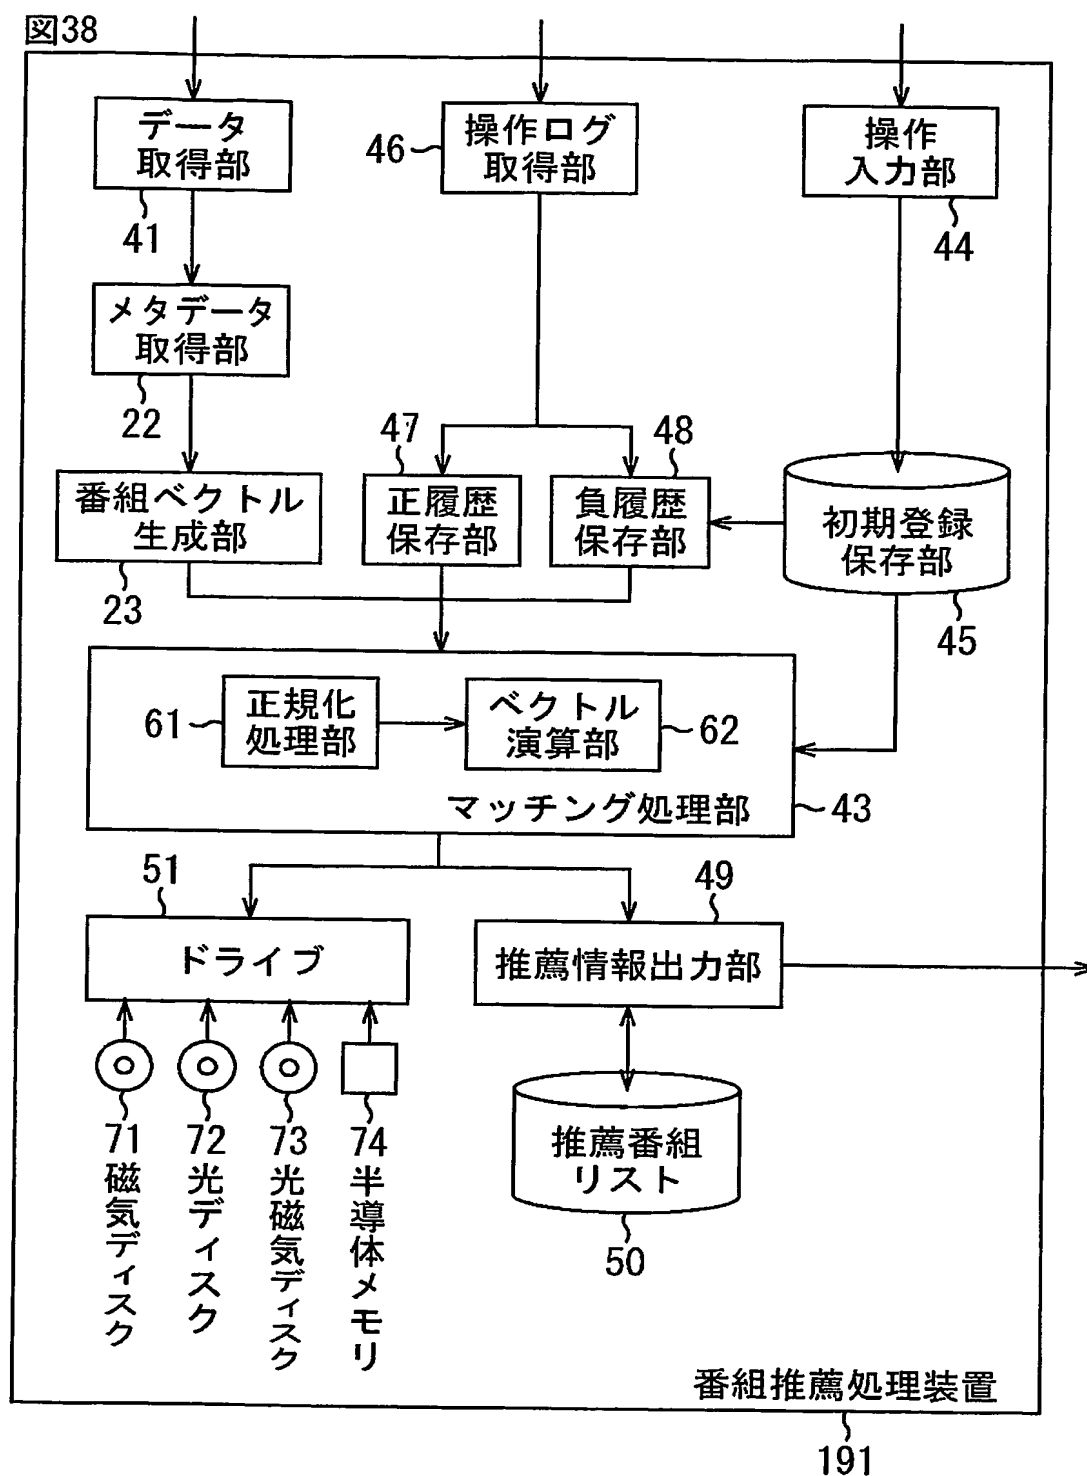 図38
データ
取得部
41
操作ログ
取得部
46
操作
入力部
44
メタデータ
取得部
22
47
48
番組ベクトル
生成部
23
正履歴
保存部
負履歴
保存部
初期登録
保存部
45
61
正規化
処理部
ベクトル
演算部
62
マッチング処理部
43
51
49
ドライブ
推薦情報出力部
71
磁気ディスク
72
光ディスク
73
光磁気ディスク
74
半導体メモリ
推薦番組
リスト
50
番組推薦処理装置
191